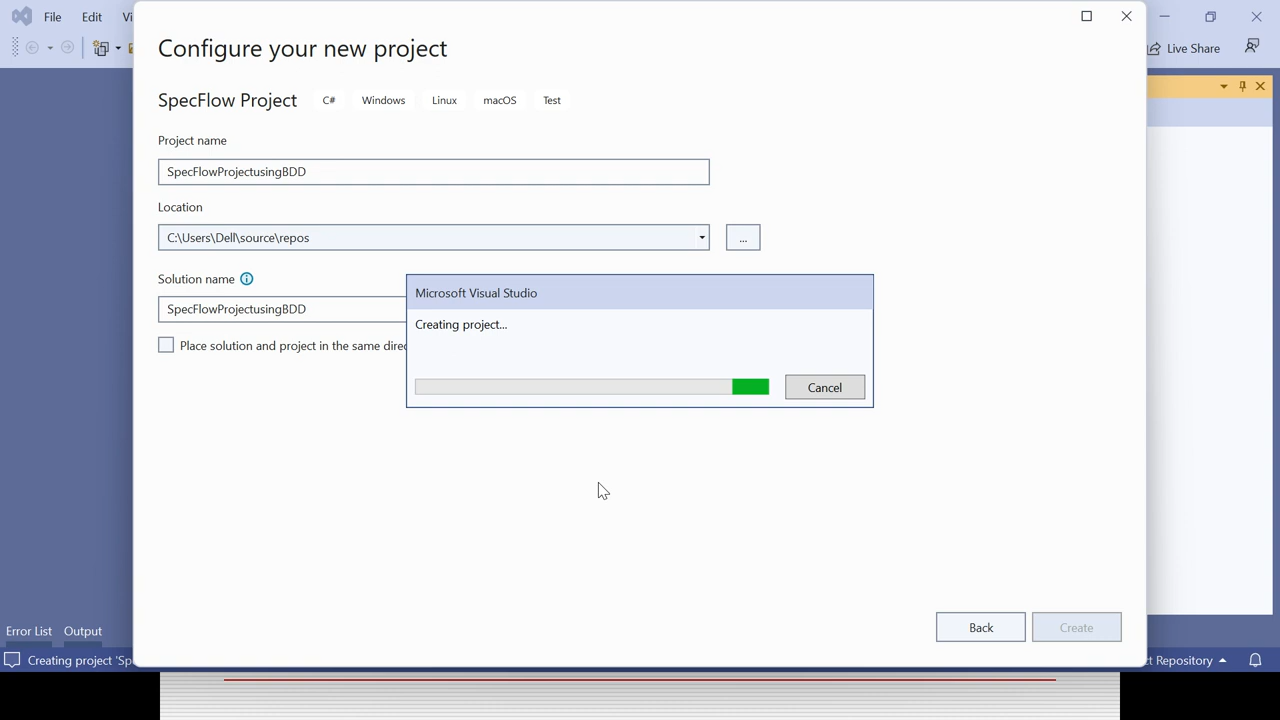 File Edit
Configure your new project
SpecFlow Project C# Windows Linux macOS Test
Live Share
Project name
SpecFlowProjectusingBDD
Location
C:\Users\Dell\source\repos
...
Solution name
SpecFlowProjectusingBDD
Place solution and project in the same
Microsoft Visual Studio
Creating project...
Cancel
Back Create
Error List Output
Creating project
Repository